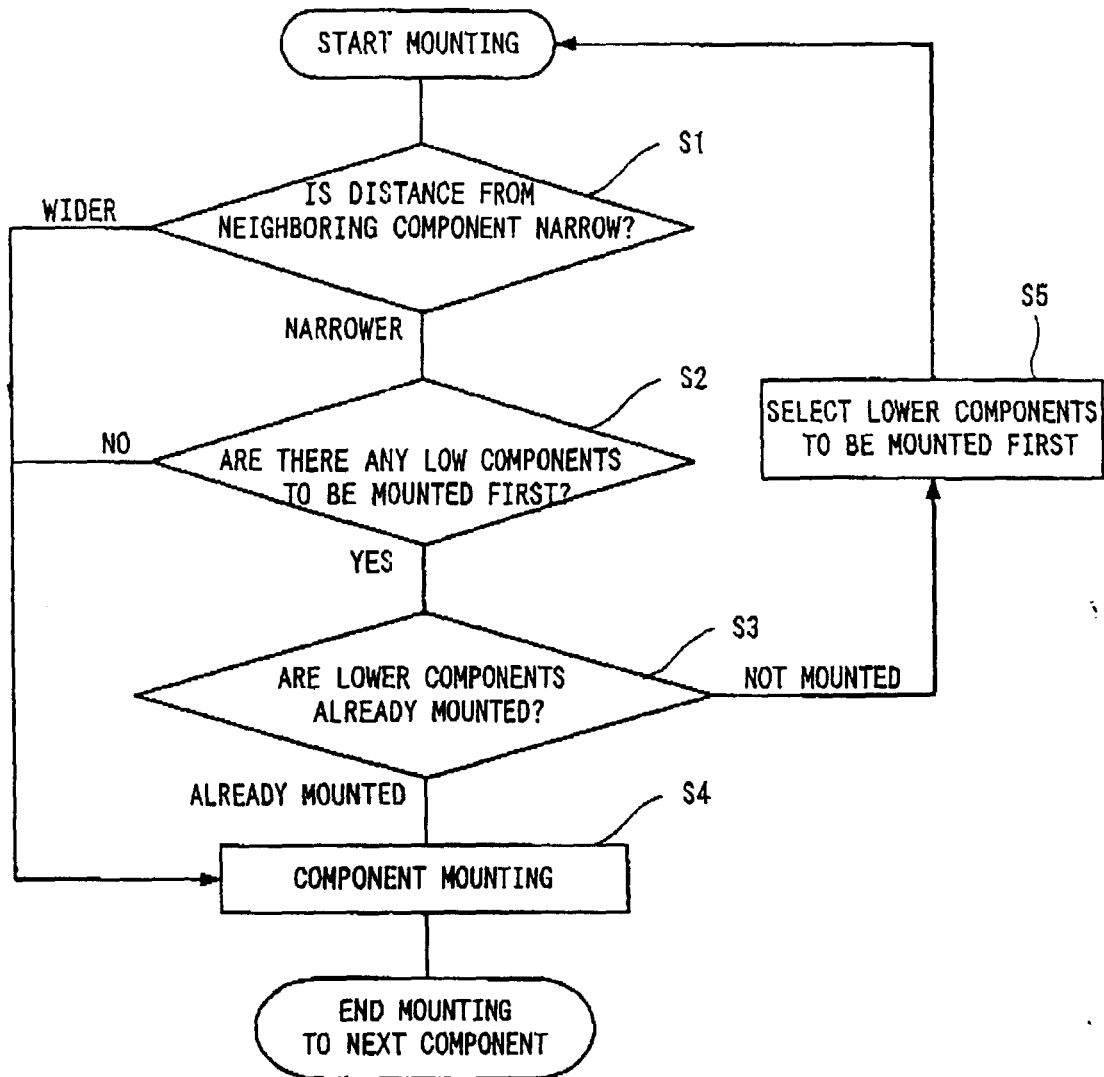 START MOUNTING
S1
IS DISTANCE FROM
NEIGHBORING COMPONENT NARROW?
WIDER
NARROWER
S2
ARE THERE ANY LOW COMPONENTS
TO BE MOUNTED FIRST?
NO
YES
S5
SELECT LOWER COMPONENTS
TO BE MOUNTED FIRST
S3
ARE LOWER COMPONENTS
ALREADY MOUNTED?
NOT MOUNTED
ALREADY MOUNTED
S4
COMPONENT MOUNTING
END MOUNTING
TO NEXT COMPONENT